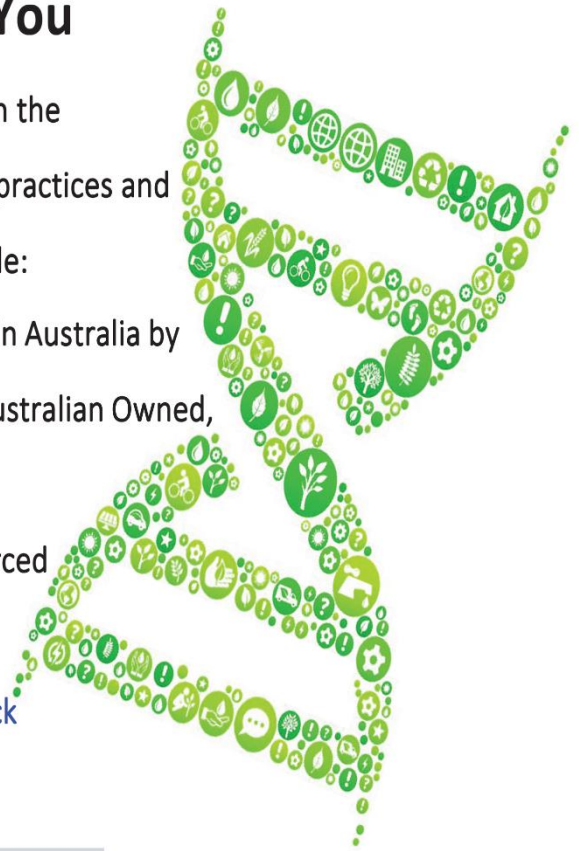 You
n the
practices and
le:
n Australia by
ustralian Owned,
rced
ck